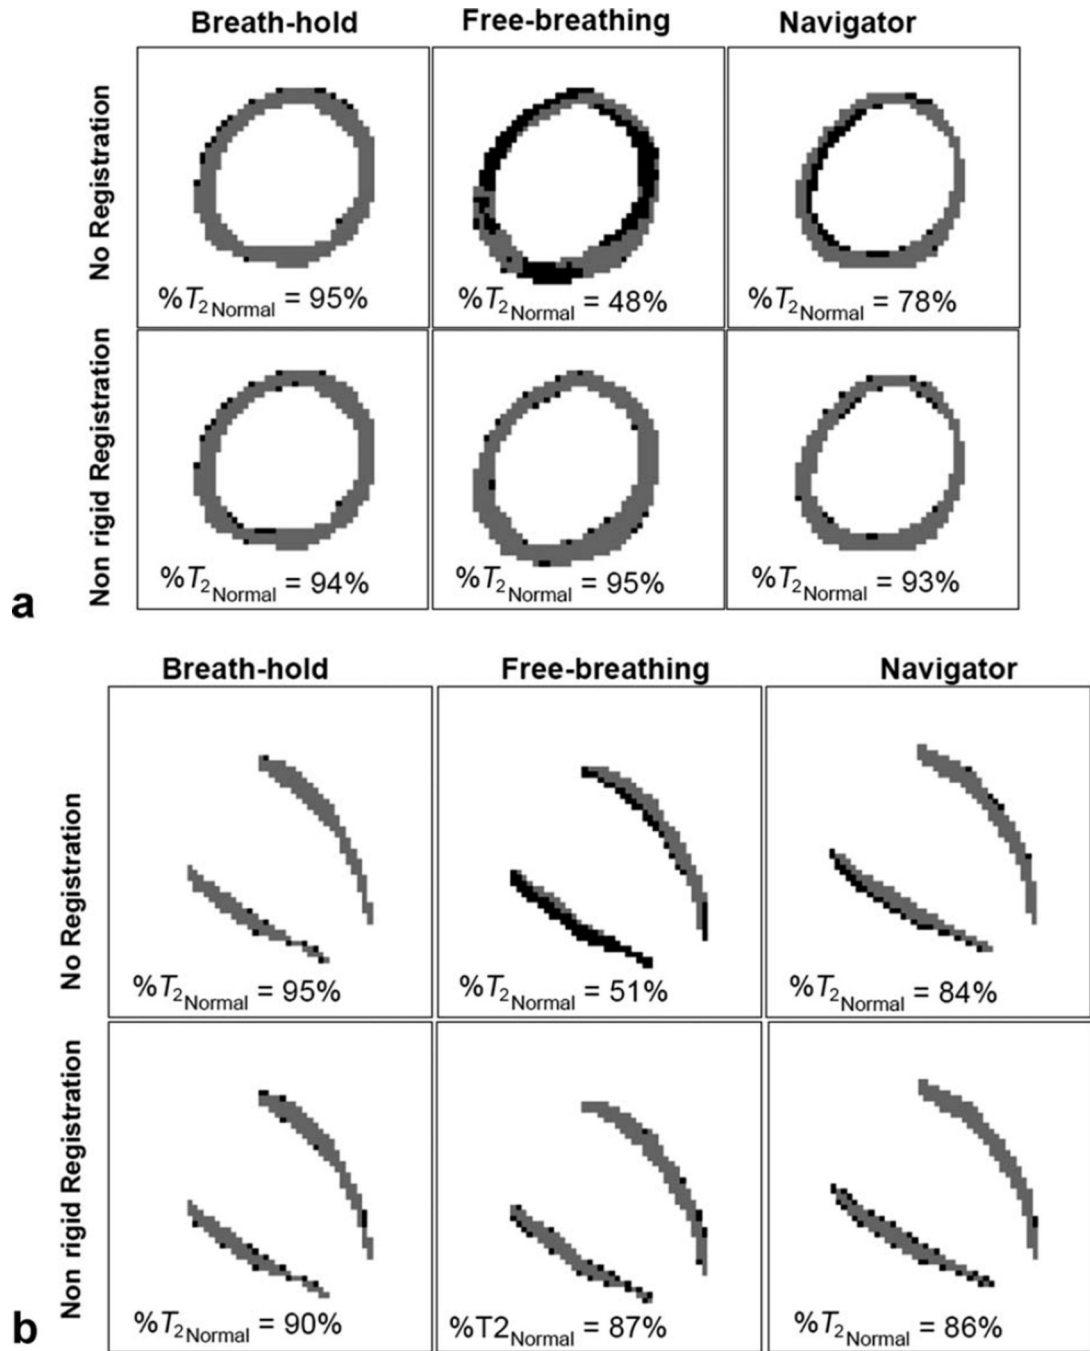 Breath-hold Free-breathing Navigator
No Registration
%T2Normal = 95% %T2Normal = 48% %T2Normal = 78%
Non rigid Registration
%T2Normal = 94% %T2Normal = 95% %T2Normal = 93%
a
Breath-hold Free-breathing Navigator
No Registration
%T2Normal = 95% %T2Normal = 51% %T2Normal = 84%
Non rigid Registration
%T2Normal = 90% %T2Normal = 87% %T2Normal = 86%
b